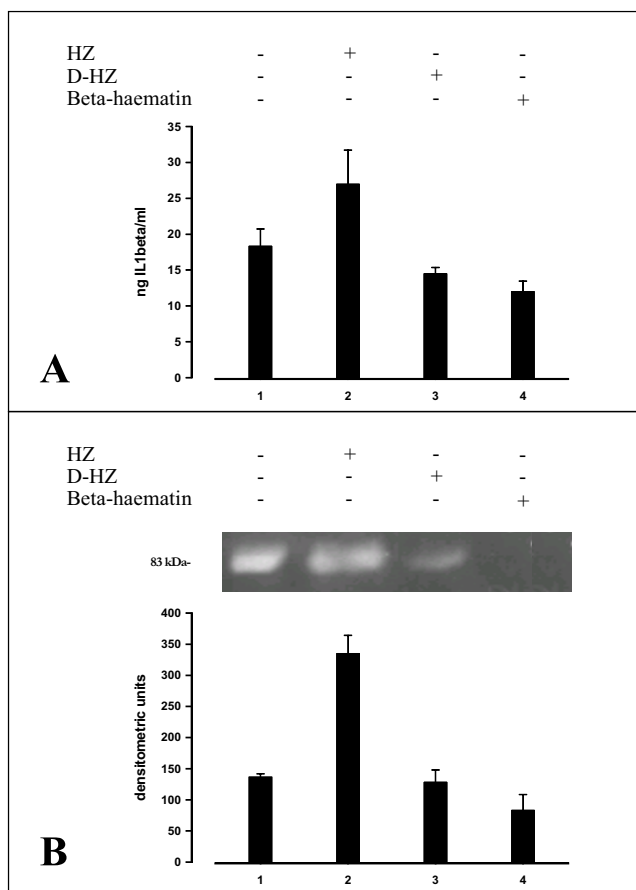 HZ - + - -
D-HZ - - + -
Beta-haematin - - - +
35
30
25
20
15
10
5
0
ng IL1beta/ml
1 2 3 4
A
HZ - + - -
D-HZ - - + -
Beta-haematin - - - +
83 kDa-
400
350
300
250
200
150
100
50
0
densitometric units
1 2 3 4
B